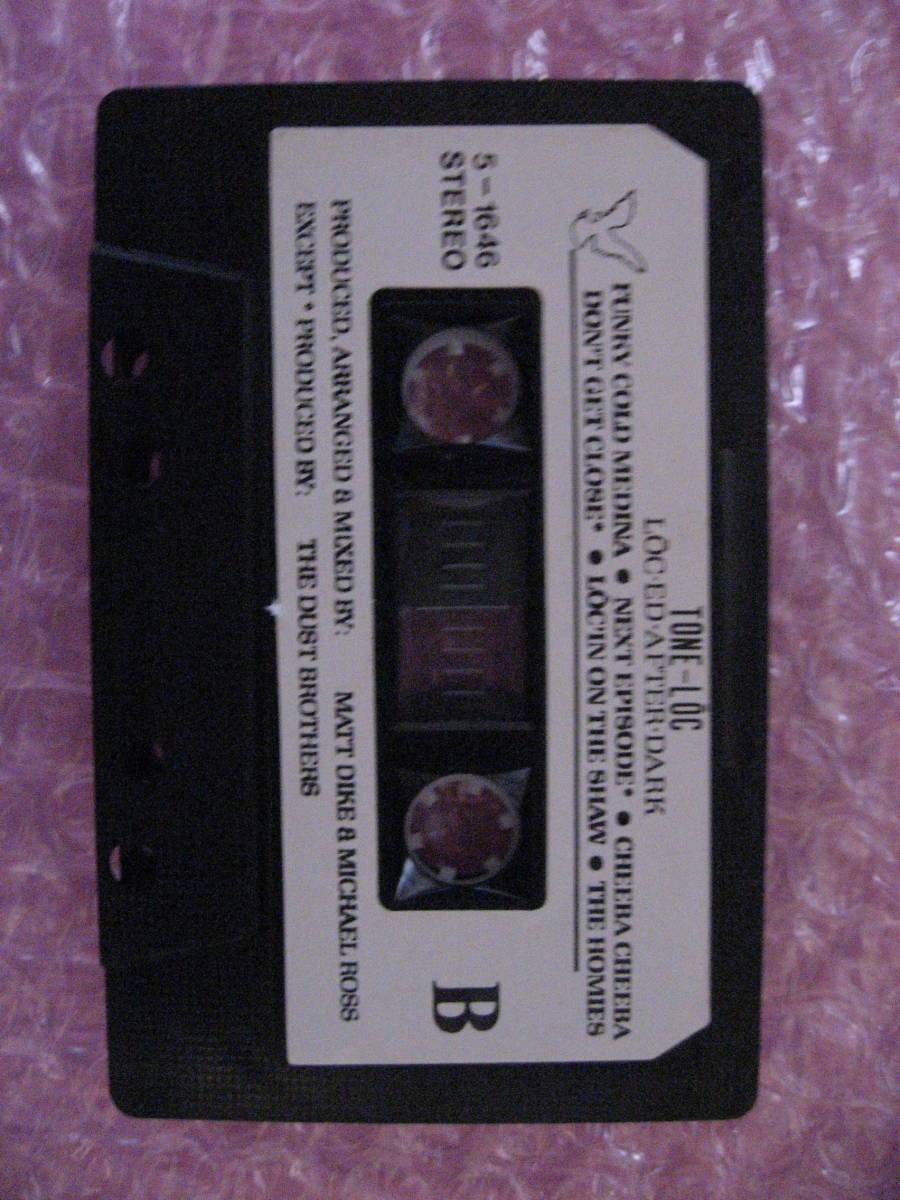 TONE-LŌC
LŌC·ED·AFTER·DARK
FUNKY COLD MEDINA • NEXT EPISODE* • CHEEBA CHEEBA
DON'T GET CLOSE* • LŌC'IN ON THE SHAW • THE HOMIES
5-1646
STEREO
B
PRODUCED, ARRANGED & MIXED BY: MATT DIKE & MICHAEL ROSS
EXCEPT * PRODUCED BY: THE DUST BROTHERS